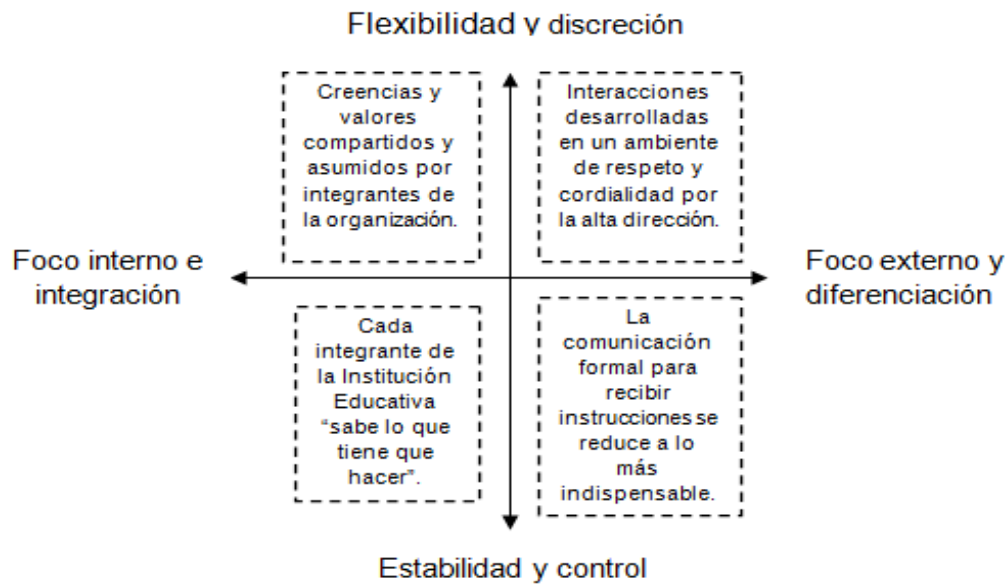 Flexibilidad y discreción
Creencias y
valores
compartidos y
asumidos por
integrantes de
la organización.
Interacciones
desarrolladas
en un ambiente
de respeto y
cordialidad por
la alta dirección.
Foco interno e
integración
Foco externo y
diferenciación
Cada
integrante de
la Institución
Educativa
“sabe lo que
tiene que
hacer”.
La
comunicación
formal para
recibir
instrucciones se
reduce a lo
más
indispensable.
Estabilidad y control